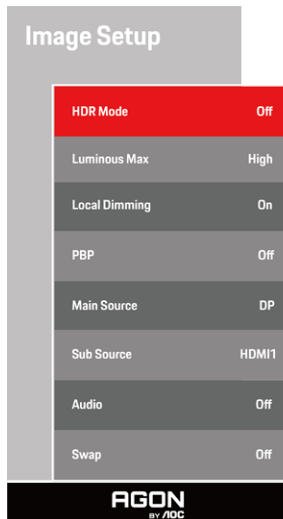 Image Setup
HDR Mode Off
Luminous Max High
Local Dimming On
PBP Off
Main Source DP
Sub Source HDMI1
Audio Off
Swap Off
AGON
BY AOC